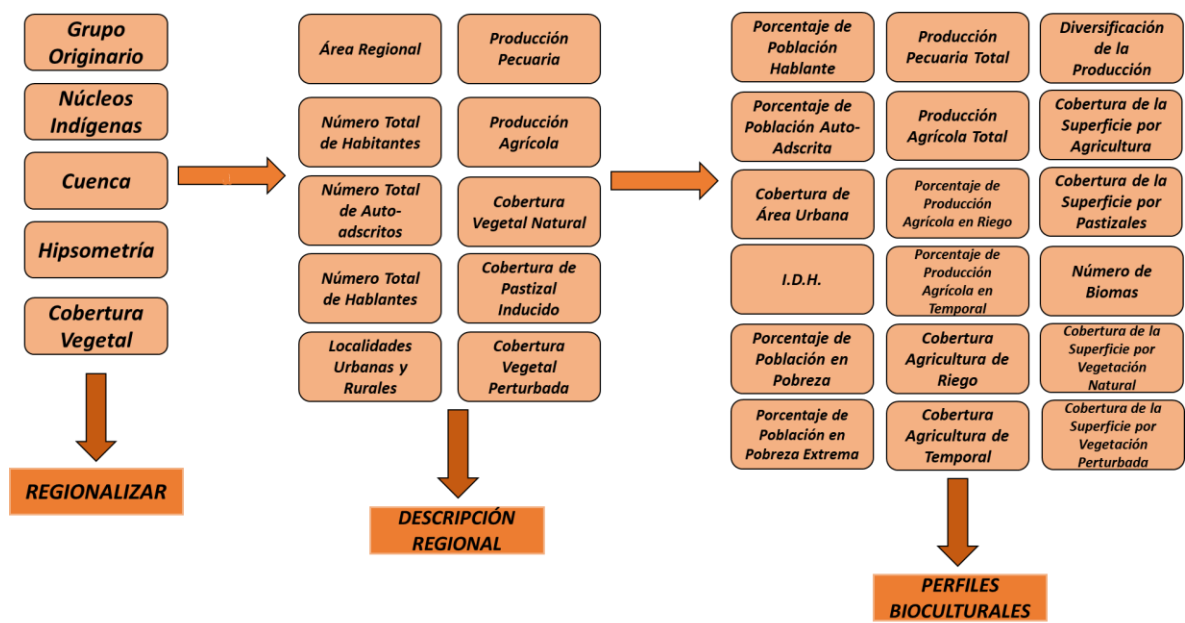 Grupo
Originario
Núcleos
Indígenas
Cuenca
Hipsometría
Cobertura
Vegetal
REGIONALIZAR
Área Regional
Número Total
de Habitantes
Número Total
de Auto-
adscritos
Número Total
de Hablantes
Localidades
Urbanas y
Rurales
Producción
Pecuaria
Producción
Agrícola
Cobertura
Vegetal Natural
Cobertura de
Pastizal
Inducido
Cobertura
Vegetal
Perturbada
DESCRIPCIÓN
REGIONAL
Porcentaje de
Población
Hablante
Porcentaje de
Población Auto-
Adscrita
Cobertura de
Área Urbana
I.D.H.
Porcentaje de
Población en
Pobreza
Porcentaje de
Población en
Pobreza Extrema
Producción
Pecuaria Total
Producción
Agrícola Total
Porcentaje de
Producción
Agrícola en Riego
Porcentaje de
Producción
Agrícola en
Temporal
Cobertura
Agricultura de
Riego
Cobertura
Agricultura de
Temporal
Diversificación
de la
Producción
Cobertura de la
Superficie por
Agricultura
Cobertura de la
Superficie por
Pastizales
Número de
Biomas
Cobertura de la
Superficie por
Vegetación
Natural
Cobertura de la
Superficie por
Vegetación
Perturbada
PERFILES
BIOCULTURALES